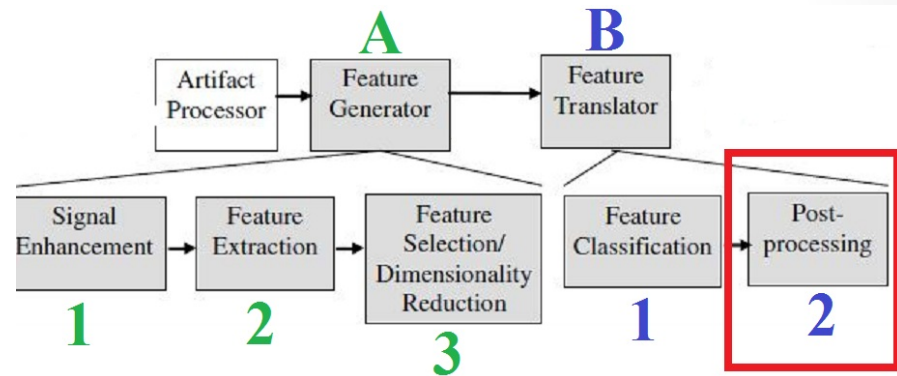 A
B
Artifact
Processor
Feature
Generator
Feature
Translator
Signal
Enhancement
Feature
Extraction
Feature
Selection/
Dimensionality
Reduction
Feature
Classification
Post-
processing
1
2
3
1
2